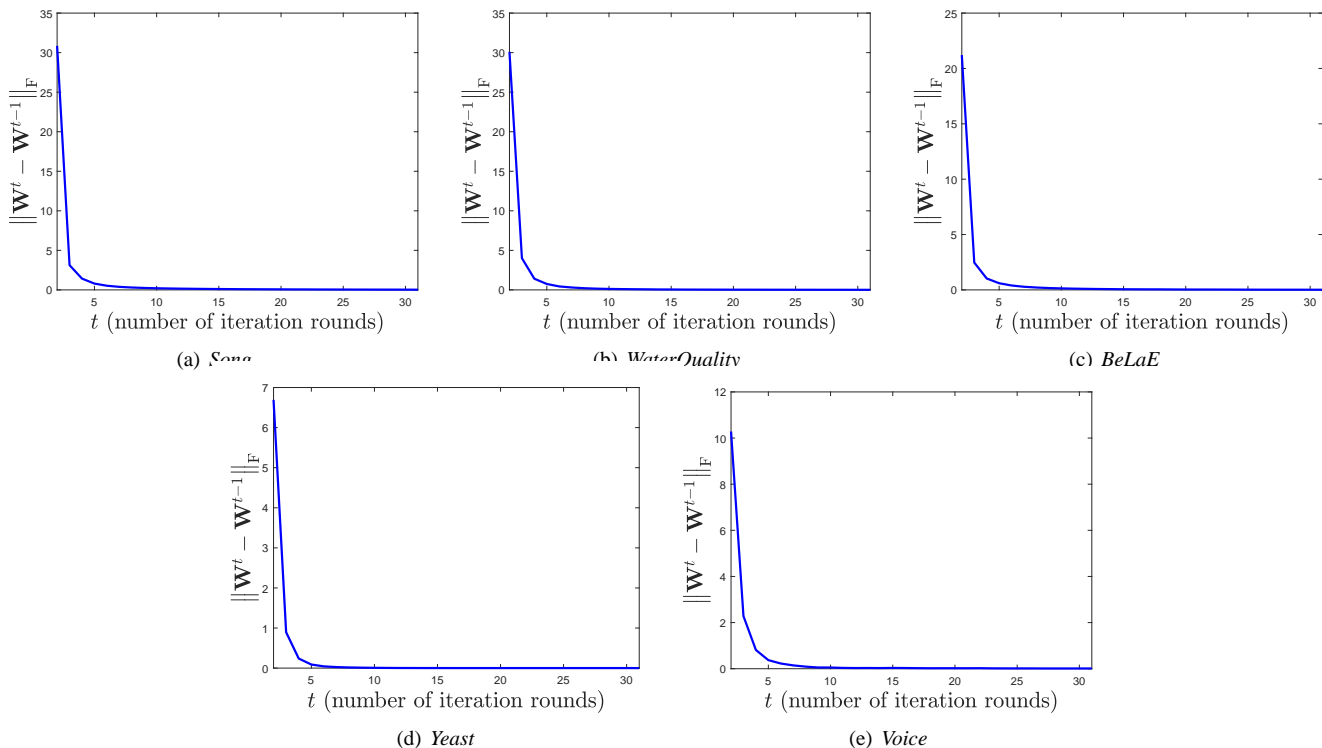 35
30
25
20
15
10
5
0
‖W^t − W^{t−1}‖_F
5 10 15 20 25 30
t (number of iteration rounds)
(a) Song
35
30
25
20
15
10
5
0
‖W^t − W^{t−1}‖_F
5 10 15 20 25 30
t (number of iteration rounds)
(b) WaterQuality
25
20
15
10
5
0
‖W^t − W^{t−1}‖_F
5 10 15 20 25 30
t (number of iteration rounds)
(c) BeLaE
7
6
5
4
3
2
1
0
‖W^t − W^{t−1}‖_F
5 10 15 20 25 30
t (number of iteration rounds)
(d) Yeast
12
10
8
6
4
2
0
‖W^t − W^{t−1}‖_F
5 10 15 20 25 30
t (number of iteration rounds)
(e) Voice